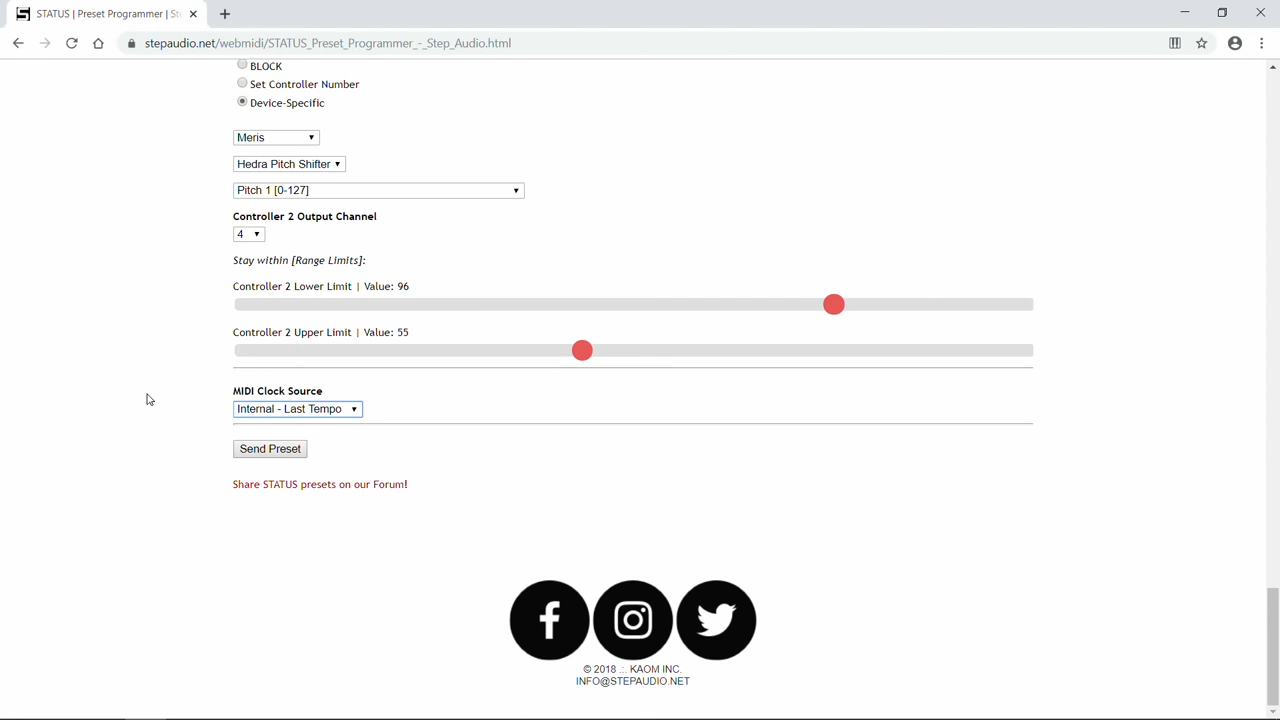 STATUS | Preset Programmer | St
stepaudio.net/webmidi/STATUS_Preset_Programmer_-_Step_Audio.html
BLOCK
Set Controller Number
Device-Specific
Meris
Hedra Pitch Shifter
Pitch 1 [0-127]
Controller 2 Output Channel
4
Stay within [Range Limits]:
Controller 2 Lower Limit | Value: 96
Controller 2 Upper Limit | Value: 55
MIDI Clock Source
Internal - Last Tempo
Send Preset
Share STATUS presets on our Forum!
© 2018 .:. KAOM INC.
INFO@STEPAUDIO.NET